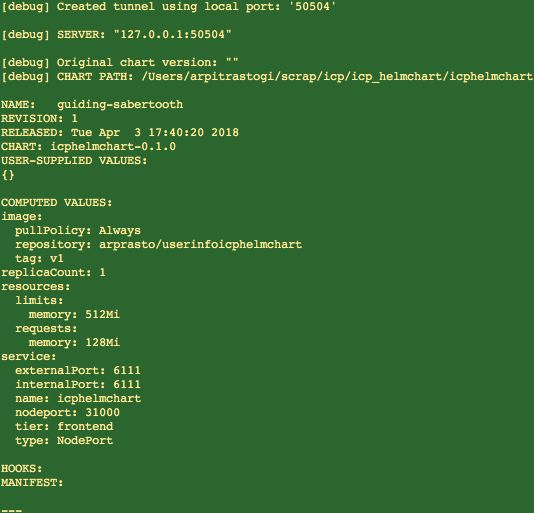 [debug] Created tunnel using local port: '50504'
[debug] SERVER: "127.0.0.1:50504"
[debug] Original chart version: ""
[debug] CHART PATH: /Users/arpitrastogi/scrap/icp/icp_helmchart/icphelmchart
NAME:   guiding-sabertooth
REVISION: 1
RELEASED: Tue Apr  3 17:40:20 2018
CHART: icphelmchart-0.1.0
USER-SUPPLIED VALUES:
{}
COMPUTED VALUES:
image:
  pullPolicy: Always
  repository: arprasto/userinfoicphelmchart
  tag: v1
replicaCount: 1
resources:
  limits:
    memory: 512Mi
  requests:
    memory: 128Mi
service:
  externalPort: 6111
  internalPort: 6111
  name: icphelmchart
  nodeport: 31000
  tier: frontend
  type: NodePort
HOOKS:
MANIFEST:
---